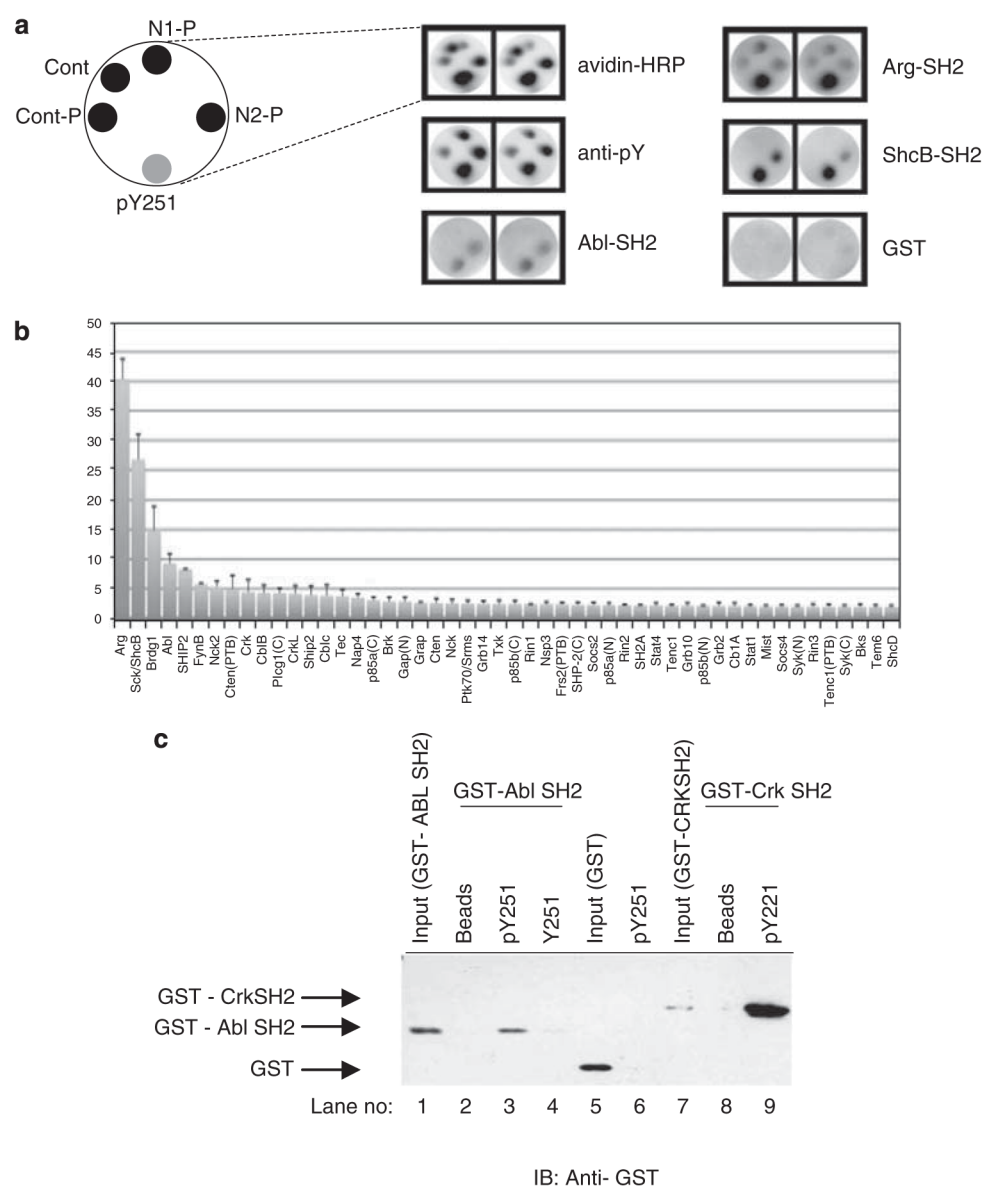 a
N1-P
Cont
Cont-P
N2-P
pY251
avidin-HRP
anti-pY
Abl-SH2
Arg-SH2
ShcB-SH2
GST
b
50
45
40
35
30
25
20
15
10
5
0
Arg
Sck/ShcB
Brdg1
Abl
SHIP2
FynB
Nck2
Cten(PTB)
Crk
CblB
Plcg1(C)
CrkL
Ship2
Cblc
Tec
Nap4
p85a(C)
Brk
Gap(N)
Grap
Cten
Nck
Ptk70/Srms
Grb14
Txk
p85b(C)
Rin1
Nsp3
Frs2(PTB)
SHP-2(C)
Socs2
p85a(N)
Rin2
SH2A
Stat4
Tenc1
Grb10
p85b(N)
Grb2
Cb1A
Stat1
Mist
Socs4
Syk(N)
Rin3
Tenc1(PTB)
Syk(C)
Bks
Tem6
ShcD
c
Input (GST- ABL SH2)
GST-Abl SH2
Beads
pY251
Y251
Input (GST)
pY251
Input (GST-CRKSH2)
GST-Crk SH2
Beads
pY221
GST - CrkSH2
GST - Abl SH2
GST
Lane no: 1 2 3 4 5 6 7 8 9
IB: Anti- GST